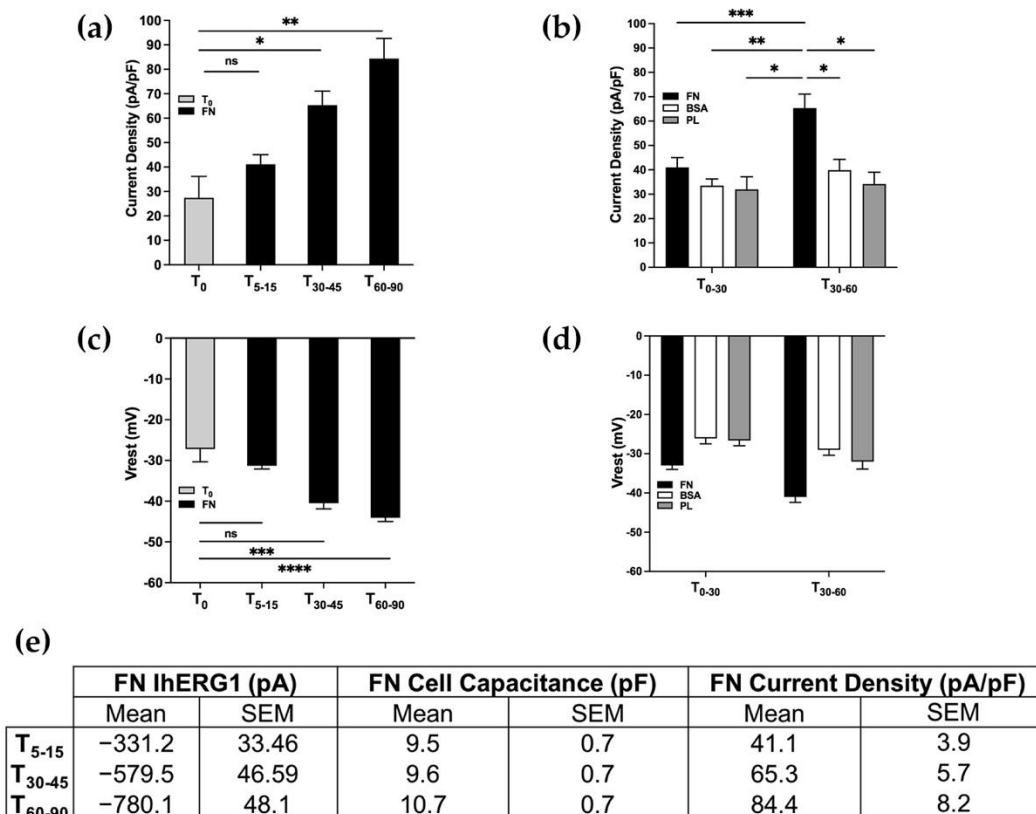 (a)
**
*
ns
Current Density (pA/pF)
100
90
80
70
60
50
40
30
20
10
0
T₀
FN
T₀
T₅₋₁₅
T₃₀₋₄₅
T₆₀₋₉₀
(b)
***
** *
* *
Current Density (pA/pF)
100
90
80
70
60
50
40
30
20
10
0
FN
BSA
PL
T₀₋₃₀
T₃₀₋₆₀
(c)
Vrest (mV)
0
-10
-20
-30
-40
-50
-60
T₀
FN
ns
***
****
T₀
T₅₋₁₅
T₃₀₋₄₅
T₆₀₋₉₀
(d)
Vrest (mV)
0
-10
-20
-30
-40
-50
-60
FN
BSA
PL
T₀₋₃₀
T₃₀₋₆₀
(e)
FN IhERG1 (pA) FN Cell Capacitance (pF) FN Current Density (pA/pF)
Mean SEM Mean SEM Mean SEM
T₅₋₁₅ −331.2 33.46 9.5 0.7 41.1 3.9
T₃₀₋₄₅ −579.5 46.59 9.6 0.7 65.3 5.7
T₆₀₋₉₀ −780.1 48.1 10.7 0.7 84.4 8.2